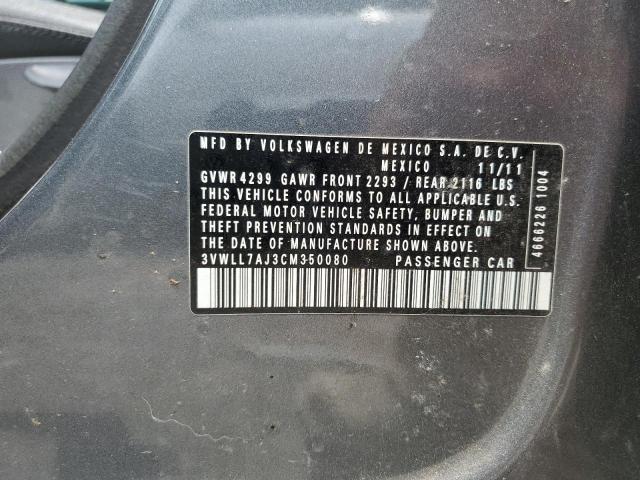 MFD BY VOLKSWAGEN DE MEXICO S.A. DE C.V.
MEXICO 11/11
GVWR 4299 GAWR FRONT 2293 / REAR 2116 LBS
THIS VEHICLE CONFORMS TO ALL APPLICABLE U.S.
FEDERAL MOTOR VEHICLE SAFETY, BUMPER AND
THEFT PREVENTION STANDARDS IN EFFECT ON
THE DATE OF MANUFACTURE SHOWN ABOVE.
3VWLL7AJ3CM350080 PASSENGER CAR
4666226 1004